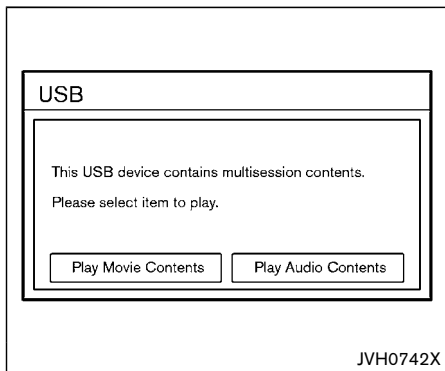 USB
This USB device contains multisession contents.
Please select item to play.
Play Movie Contents Play Audio Contents
JVH0742X